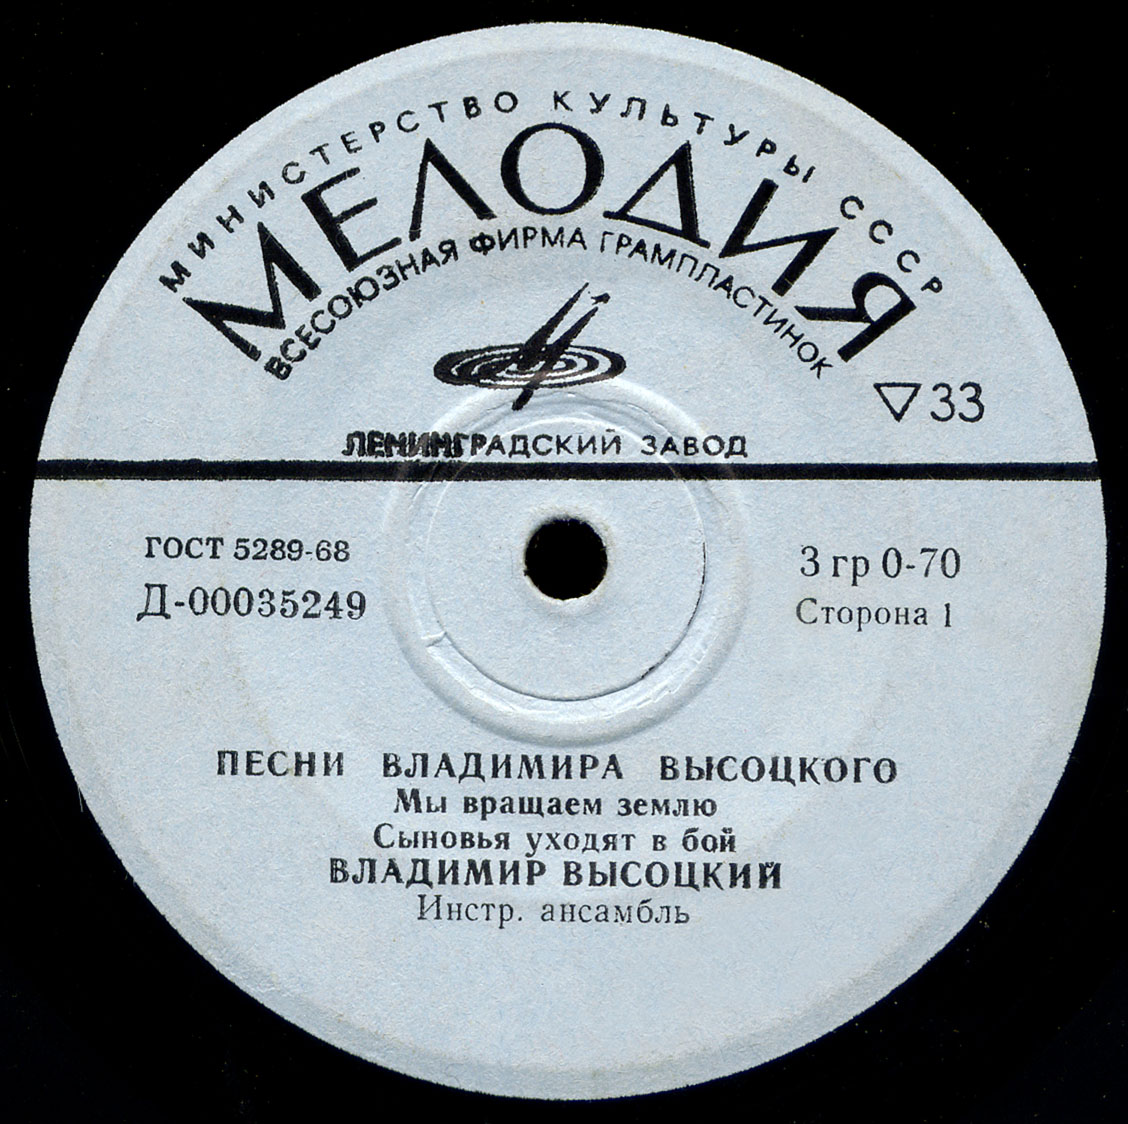 МИНИСТЕРСТВО КУЛЬТУРЫ СССР
МЕЛОДИЯ
ВСЕСОЮЗНАЯ ФИРМА ГРАМПЛАСТИНОК
33
ЛЕНИНГРАДСКИЙ ЗАВОД
ГОСТ 5289-68
Д-00035249
3 гр 0-70
Сторона 1
ПЕСНИ ВЛАДИМИРА ВЫСОЦКОГО
Мы вращаем землю
Сыновья уходят в бой
ВЛАДИМИР ВЫСОЦКИЙ
Инстр. ансамбль